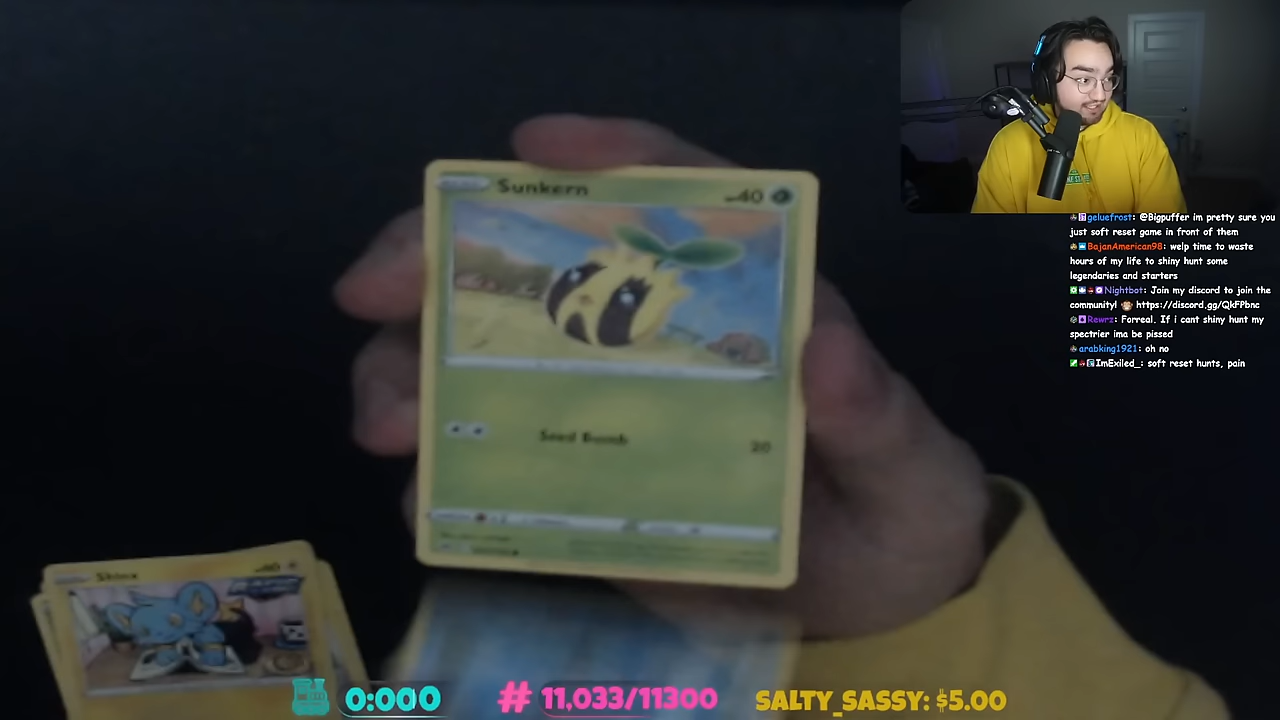 Sunkern
40
Seed Bomb
20
Shinx
60
geluefrost: @Bigpuffer im pretty sure you
just soft reset game in front of them
BajanAmerican98: welp time to waste
hours of my life to shiny hunt some
legendaries and starters
Nightbot: Join my discord to join the
community! https://discord.gg/QkFPbnc
Rewrz: Forreal. If i cant shiny hunt my
spectrier ima be pissed
arabking1921: oh no
ImExiled_: soft reset hunts, pain
0:000
# 11,033/11300
SALTY_SASSY: $5.00